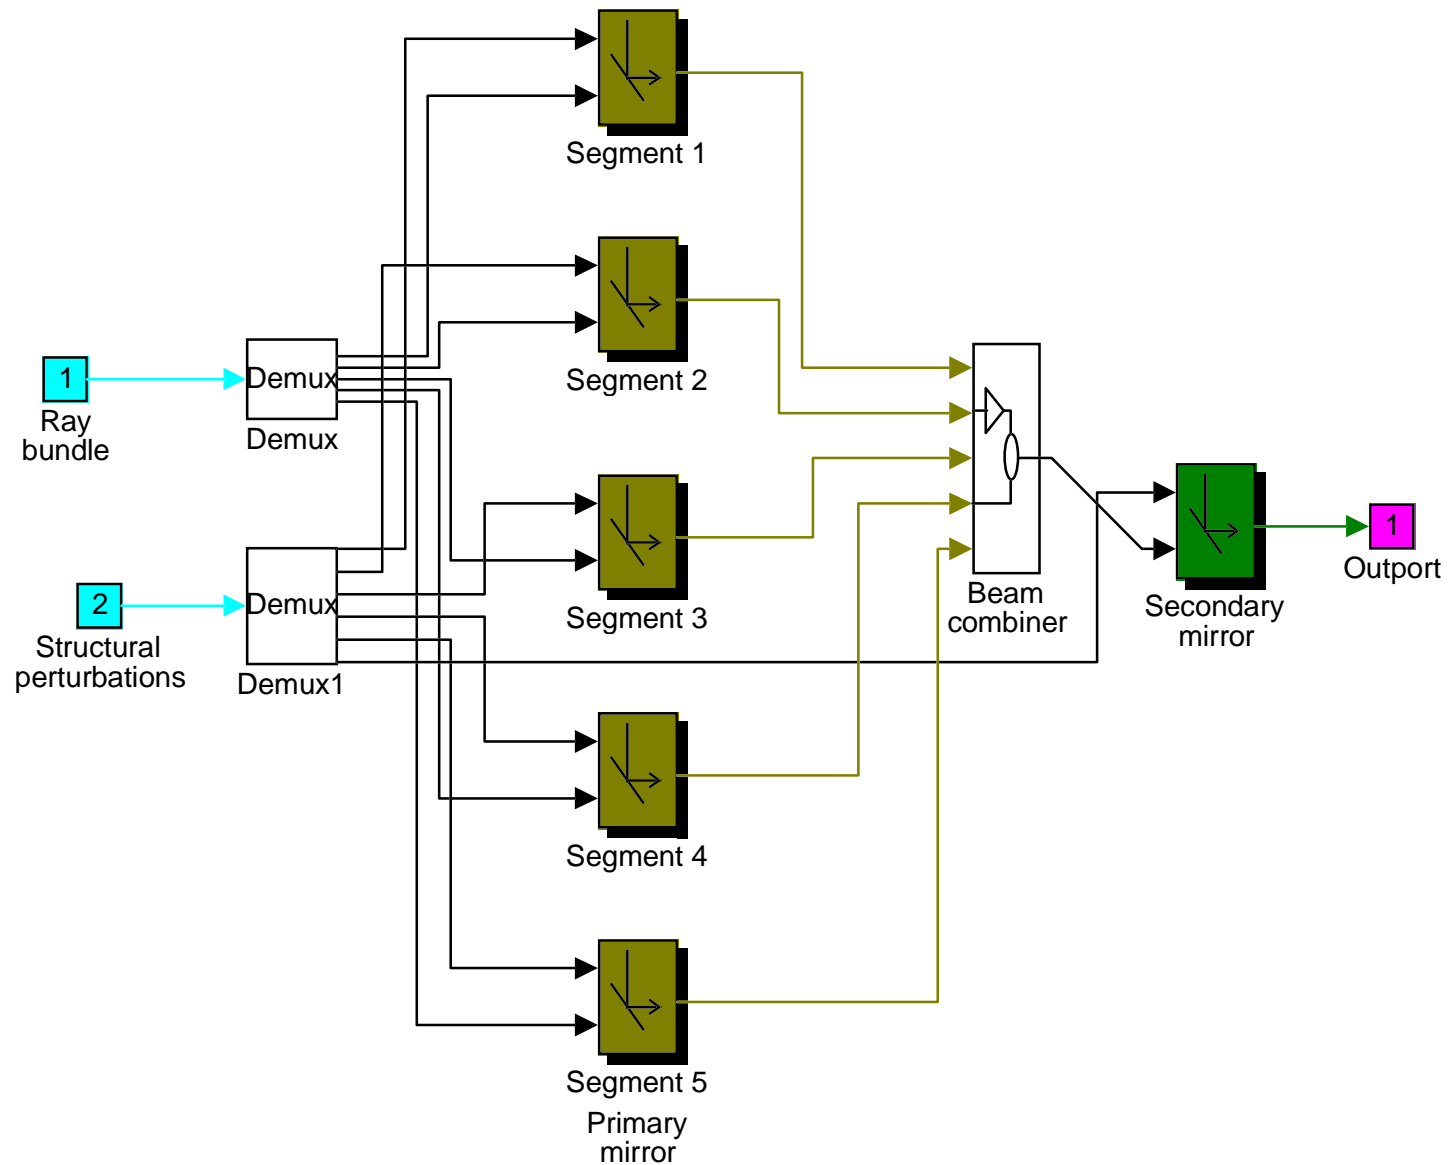 Segment 1
Segment 2
1
Ray
bundle
Demux
Demux
Segment 3
2
Structural
perturbations
Demux
Demux1
Beam
combiner
Secondary
mirror
1
Outport
Segment 4
Segment 5
Primary
mirror